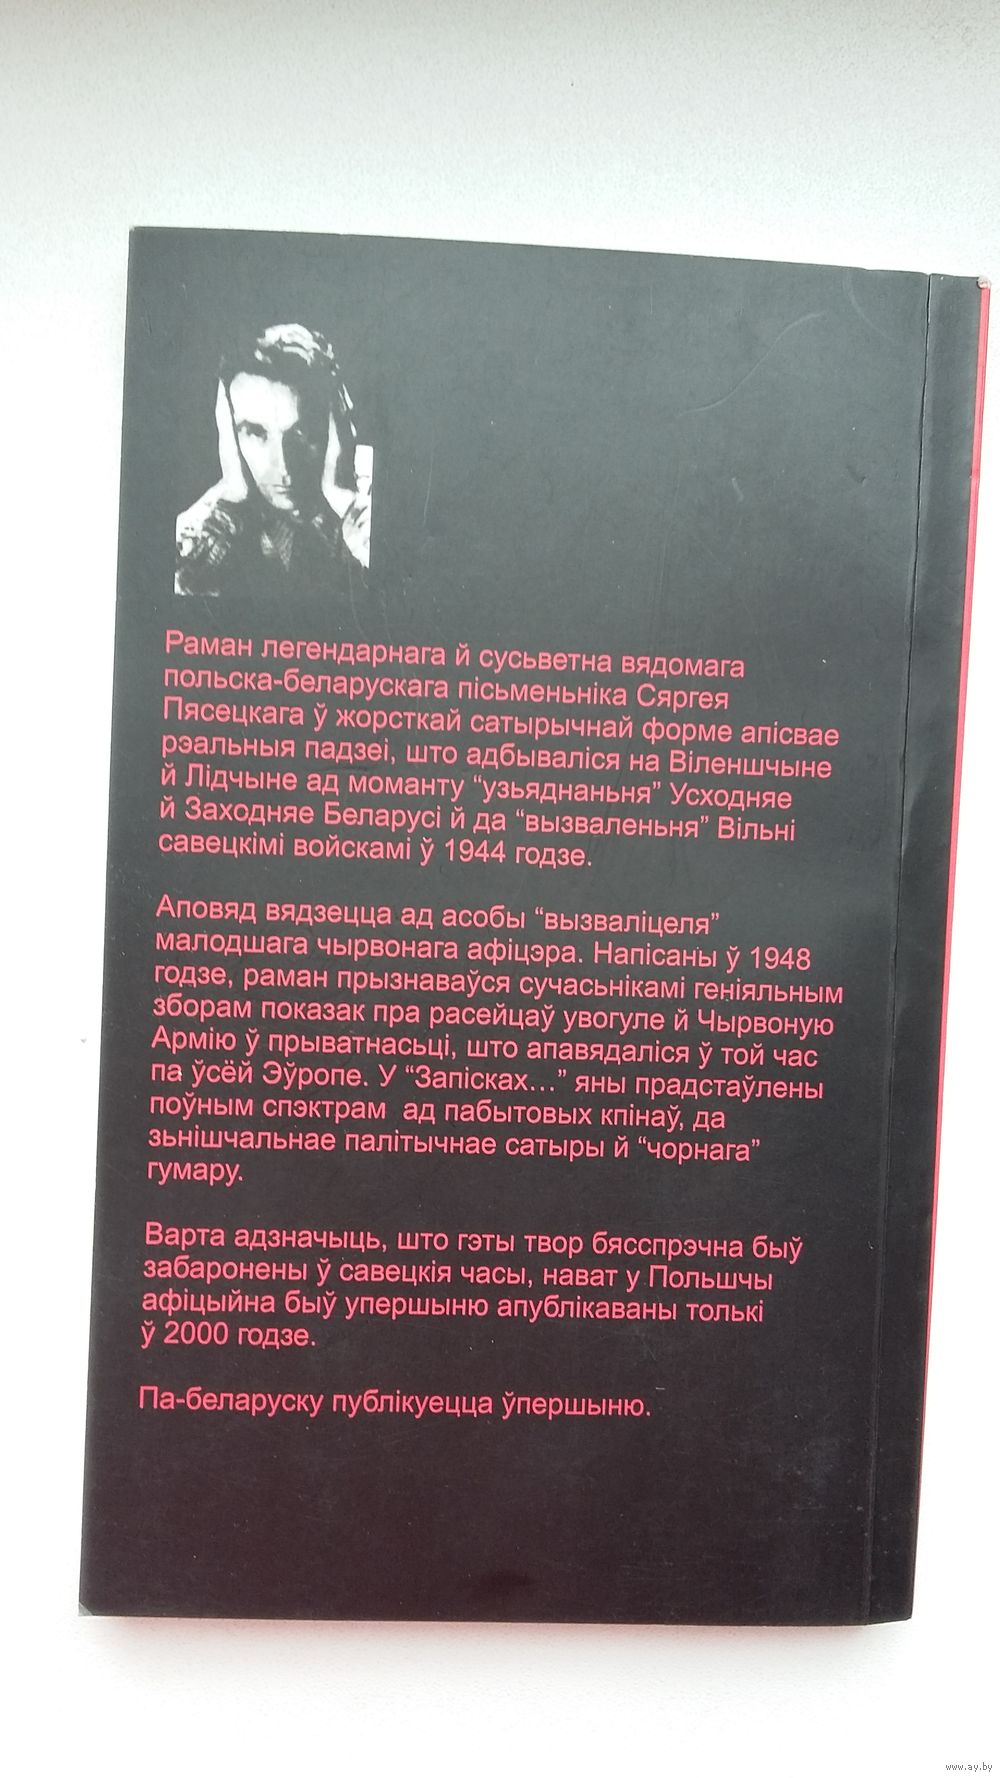 Раман легендарнага й сусьветна вядомага
польска-беларускага пісьменьніка Сяргея
Пясецкага ў жорсткай сатырычнай форме апісвае
рэальныя падзеі, што адбываліся на Віленшчыне
й Лідчыне ад моманту “узьяднаньня” Усходняе
й Заходняе Беларусі й да “вызваленьня” Вільні
савецкімі войскамі ў 1944 годзе.
Аповяд вядзецца ад асобы “вызваліцеля”
малодшага чырвонага афіцэра. Напісаны ў 1948
годзе, раман прызнаваўся сучасьнікамі геніяльным
зборам показак пра расейцаў увогуле й Чырвоную
Армію ў прыватнасьці, што апавядаліся ў той час
па ўсёй Эўропе. У “Запісках...” яны прадстаўлены
поўным спэктрам ад пабытовых кпінаў, да
зьнішчальнае палітычнае сатыры й “чорнага”
гумару.
Варта адзначыць, што гэты твор бясспрэчна быў
забаронены ў савецкія часы, нават у Польшчы
афіцыйна быў упершыню апублікаваны толькі
ў 2000 годзе.
Па-беларуску публікуецца ўпершыню.
www.ay.by